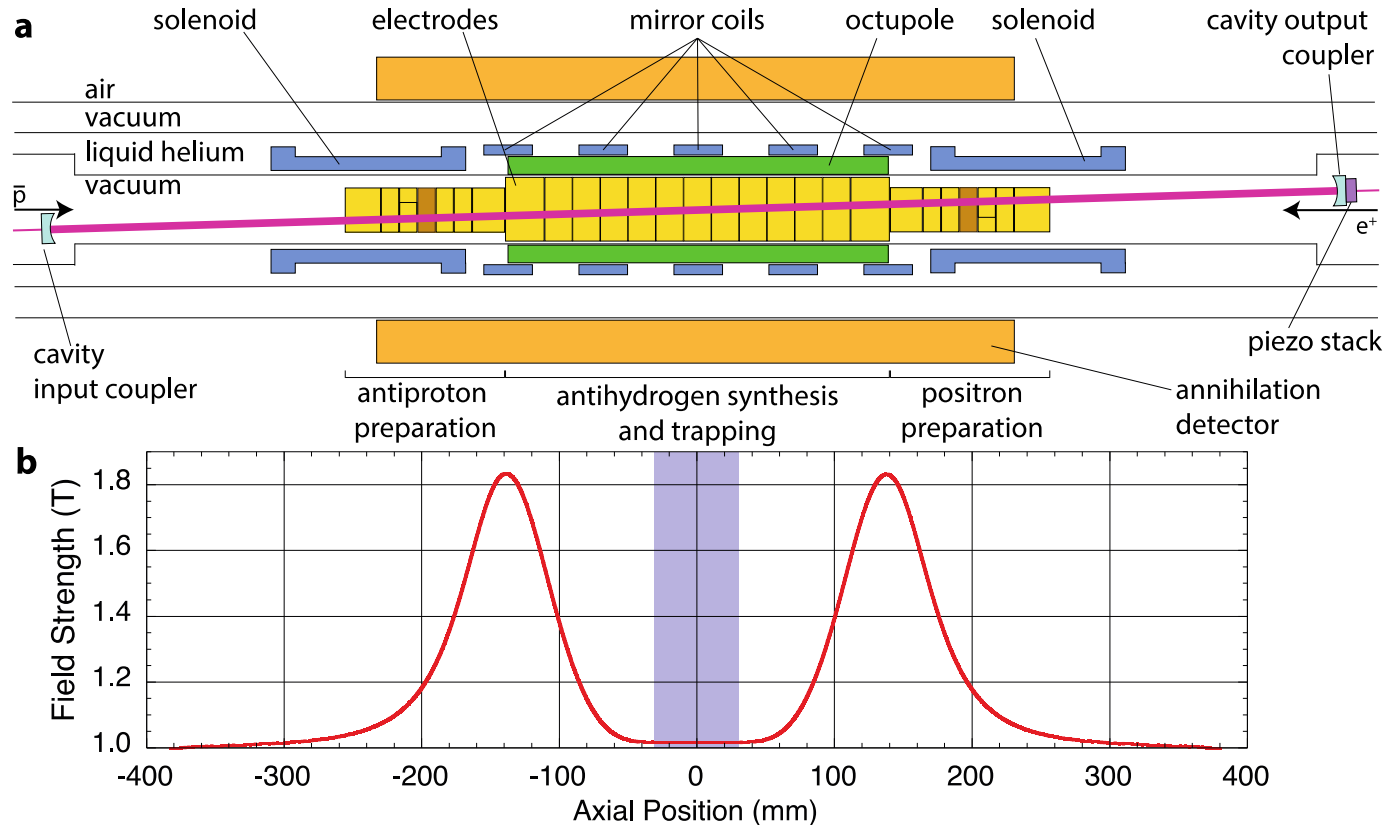 a
solenoid
electrodes
mirror coils
octupole
solenoid
cavity output
coupler
air
vacuum
liquid helium
vacuum
p̅
e⁺
cavity
input coupler
piezo stack
annihilation
detector
antiproton
preparation
antihydrogen synthesis
and trapping
positron
preparation
b
Field Strength (T)
1.8
1.6
1.4
1.2
1.0
-400 -300 -200 -100 0 100 200 300 400
Axial Position (mm)